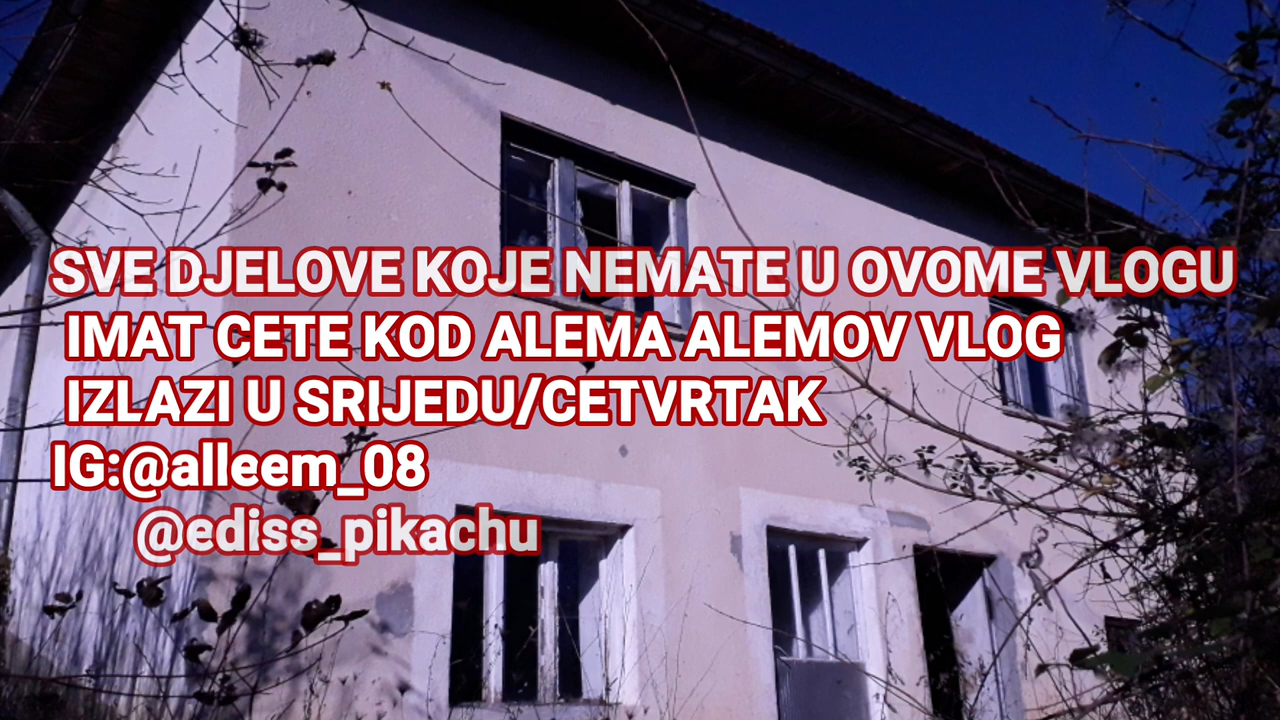 SVE DJELOVE KOJE NEMATE U OVOME VLOGU
IMAT CETE KOD ALEMA ALEMOV VLOG
IZLAZI U SRIJEDU/CETVRTAK
IG:@alleem_08
@ediss_pikachu